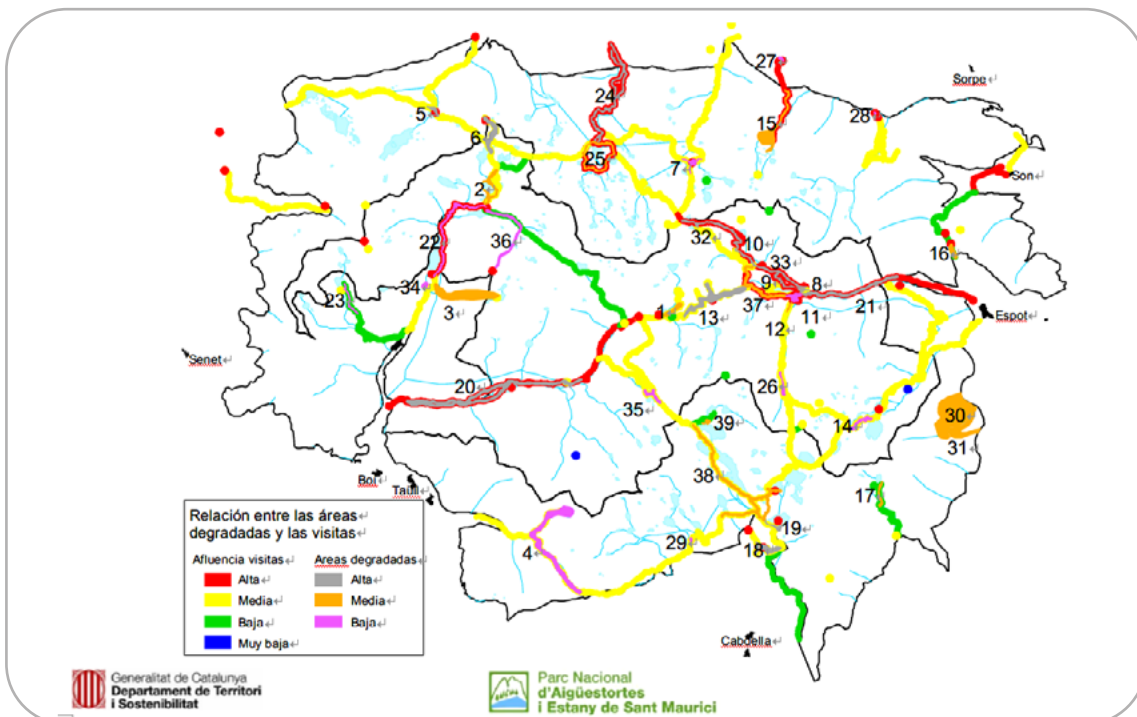 27
Sorpe
24
5
15
28
6
25
7
Son
2
32
10
16
22
36
33
34
9
8
23
3
1
13
37
11
21
12
Espot
Senet
20
26
35
14
30
39
31
38
Boí
Taüll
17
19
4
29
18
Relación entre las áreas
degradadas y las visitas
Afluencia visitas
Areas degradadas
Alta
Alta
Media
Media
Baja
Baja
Muy baja
Cabdella
Generalitat de Catalunya
Departament de Territori
i Sostenibilitat
Parc Nacional
d'Aigüestortes
i Estany de Sant Maurici